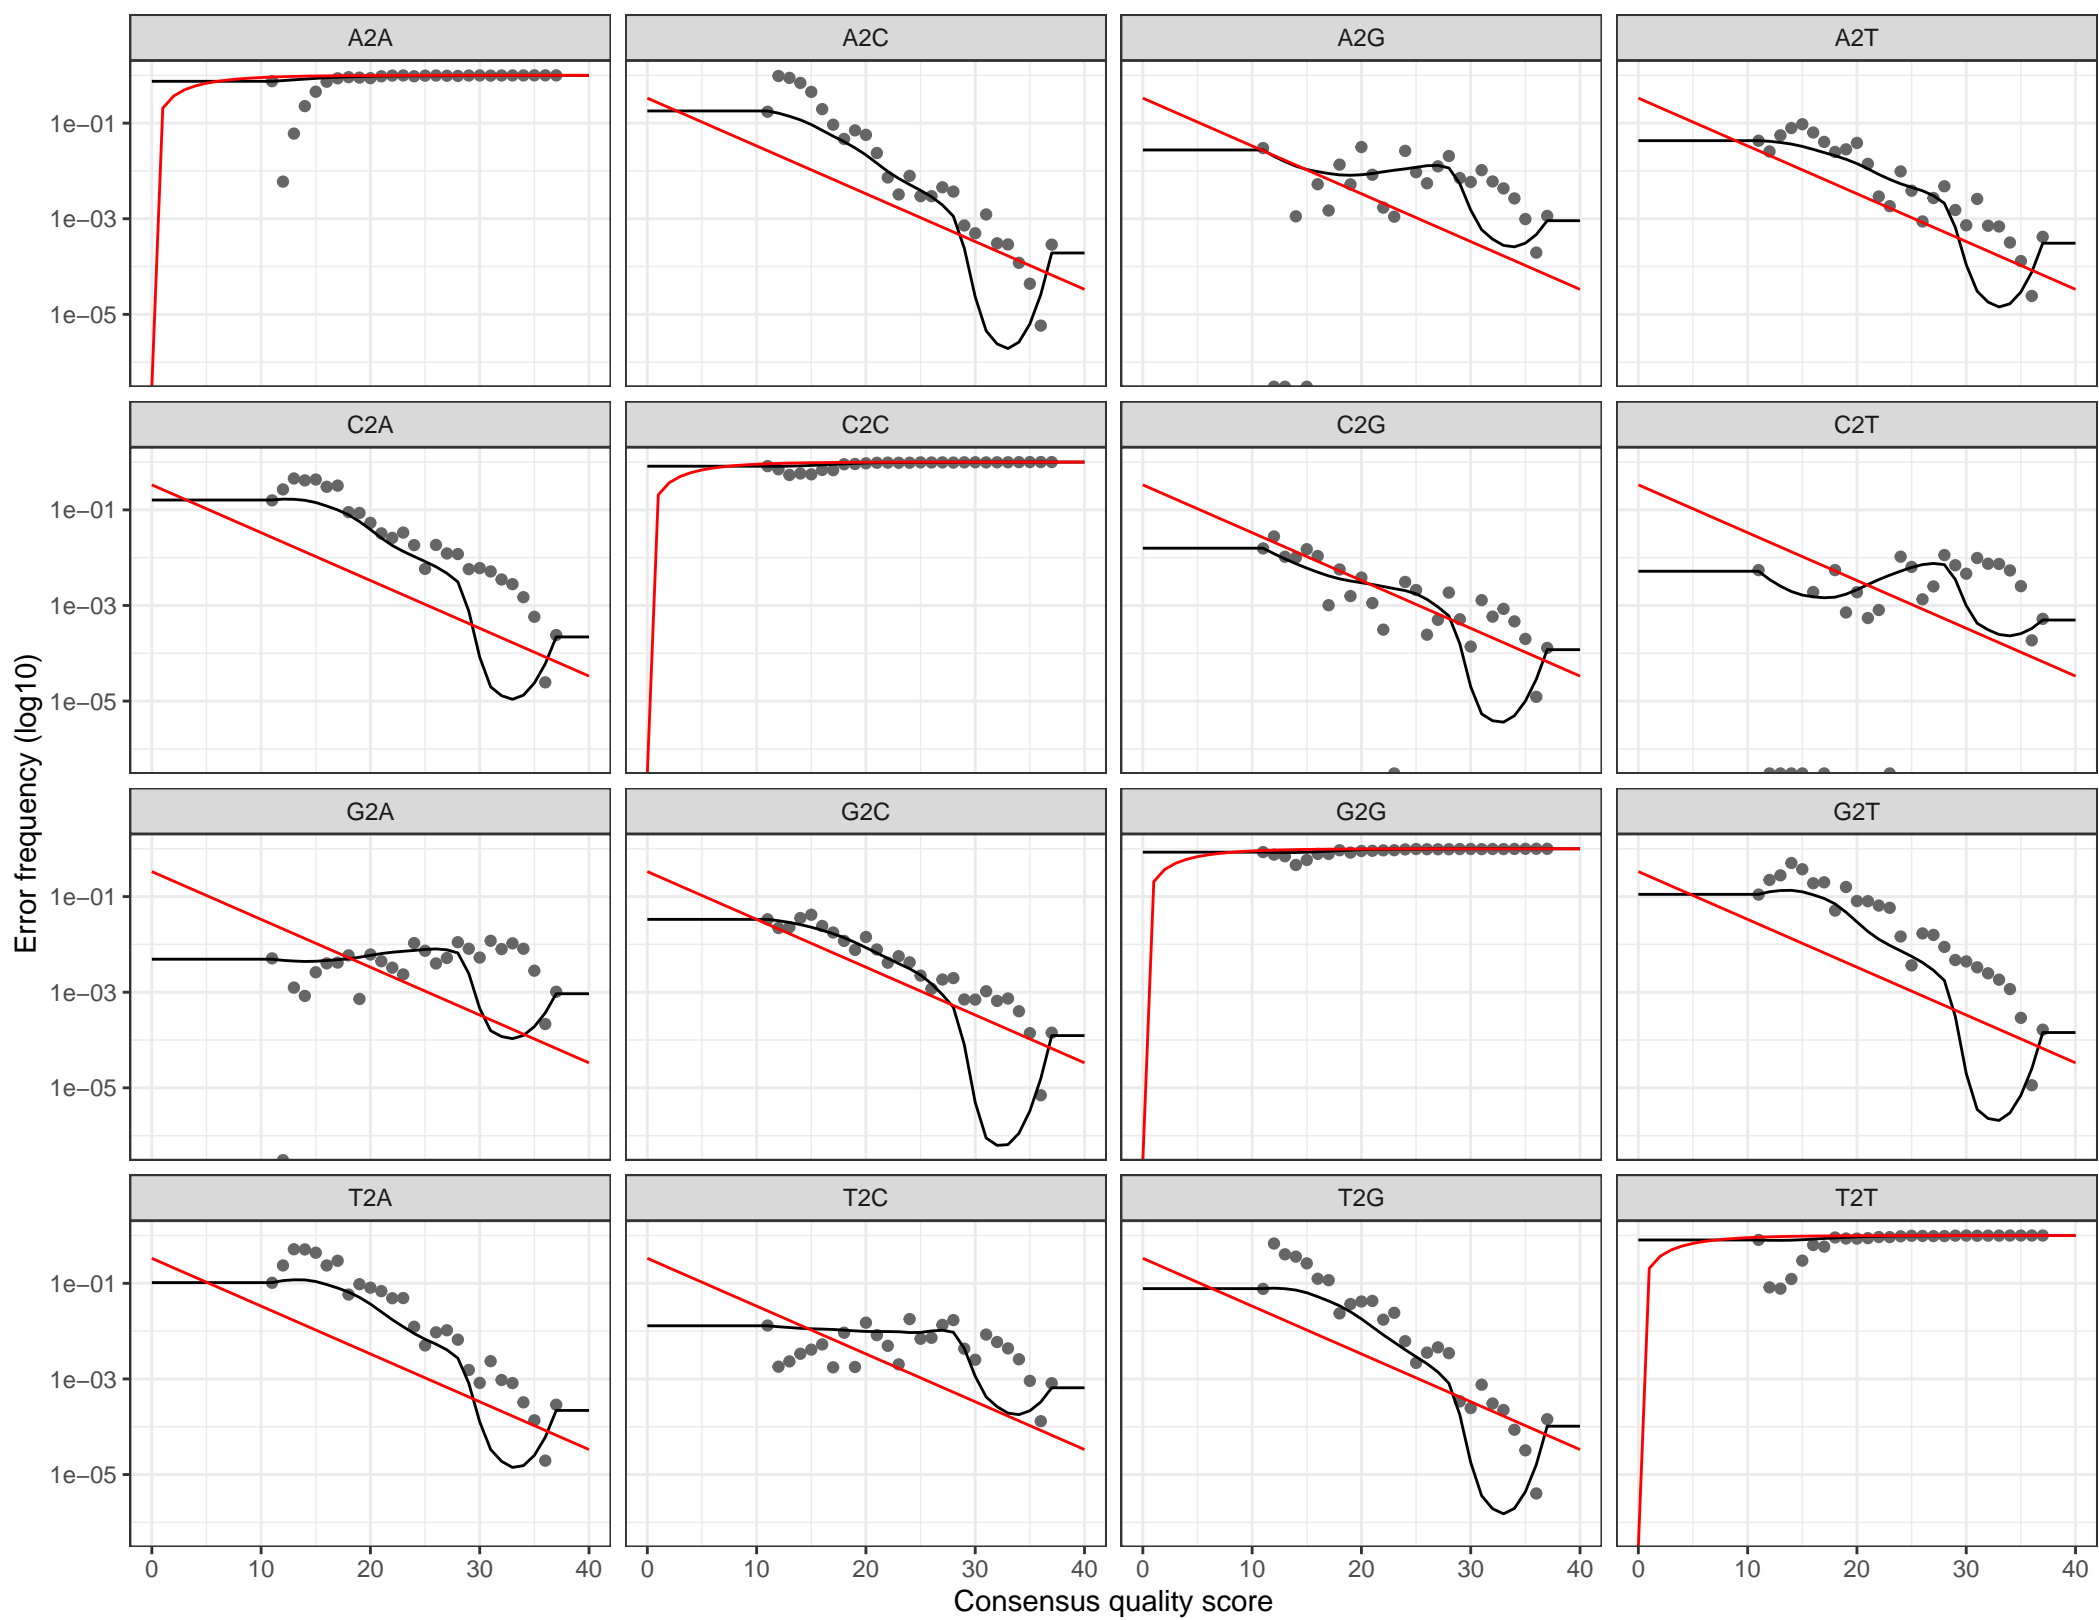 A2A A2C A2G A2T
1e−01
1e−03
1e−05
C2A C2C C2G C2T
1e−01
1e−03
1e−05
G2A G2C G2G G2T
1e−01
1e−03
1e−05
T2A T2C T2G T2T
1e−01
1e−03
1e−05
0 10 20 30 40 0 10 20 30 40 0 10 20 30 40 0 10 20 30 40
Consensus quality score
Error frequency (log10)